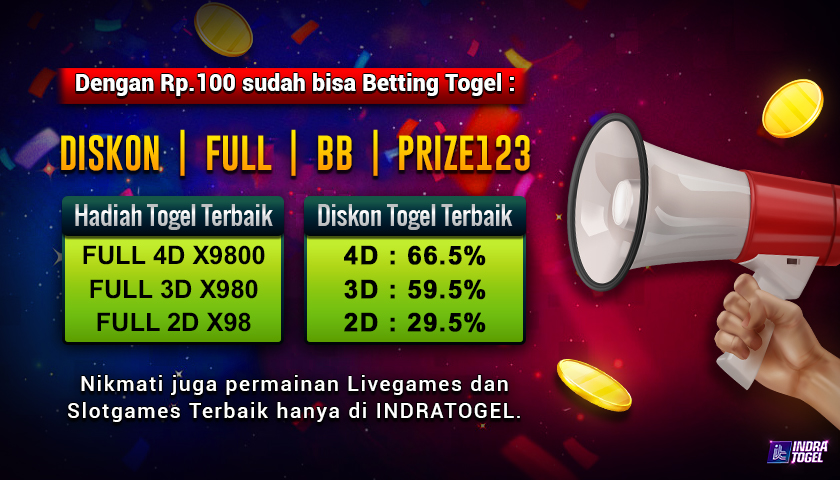 Dengan Rp.100 sudah bisa Betting Togel :
DISKON | FULL | BB | PRIZE123
Hadiah Togel Terbaik
FULL 4D X9800
FULL 3D X980
FULL 2D X98
Diskon Togel Terbaik
4D : 66.5%
3D : 59.5%
2D : 29.5%
Nikmati juga permainan Livegames dan
Slotgames Terbaik hanya di INDRATOGEL.
INDRA
TOGEL